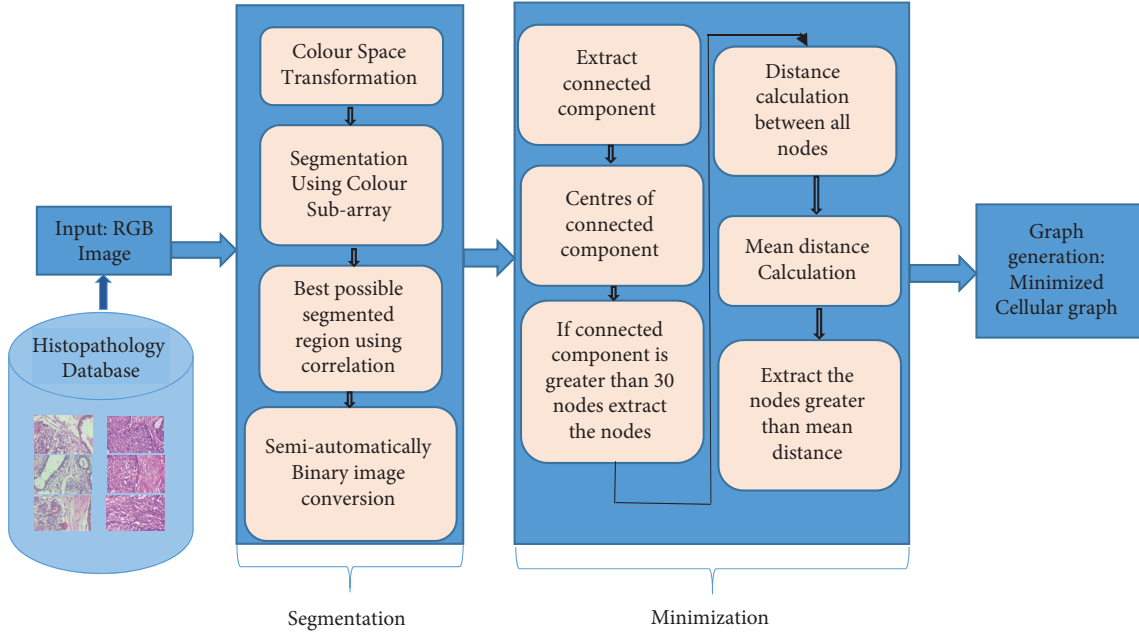 Histopathology
Database
Input: RGB
Image
Colour Space
Transformation
Segmentation
Using Colour
Sub-array
Best possible
segmented
region using
correlation
Semi-automatically
Binary image
conversion
Segmentation
Extract
connected
component
Centres of
connected
component
If connected
component is
greater than 30
nodes extract
the nodes
Distance
calculation
between all
nodes
Mean distance
Calculation
Extract the
nodes greater
than mean
distance
Minimization
Graph
generation:
Minimized
Cellular graph